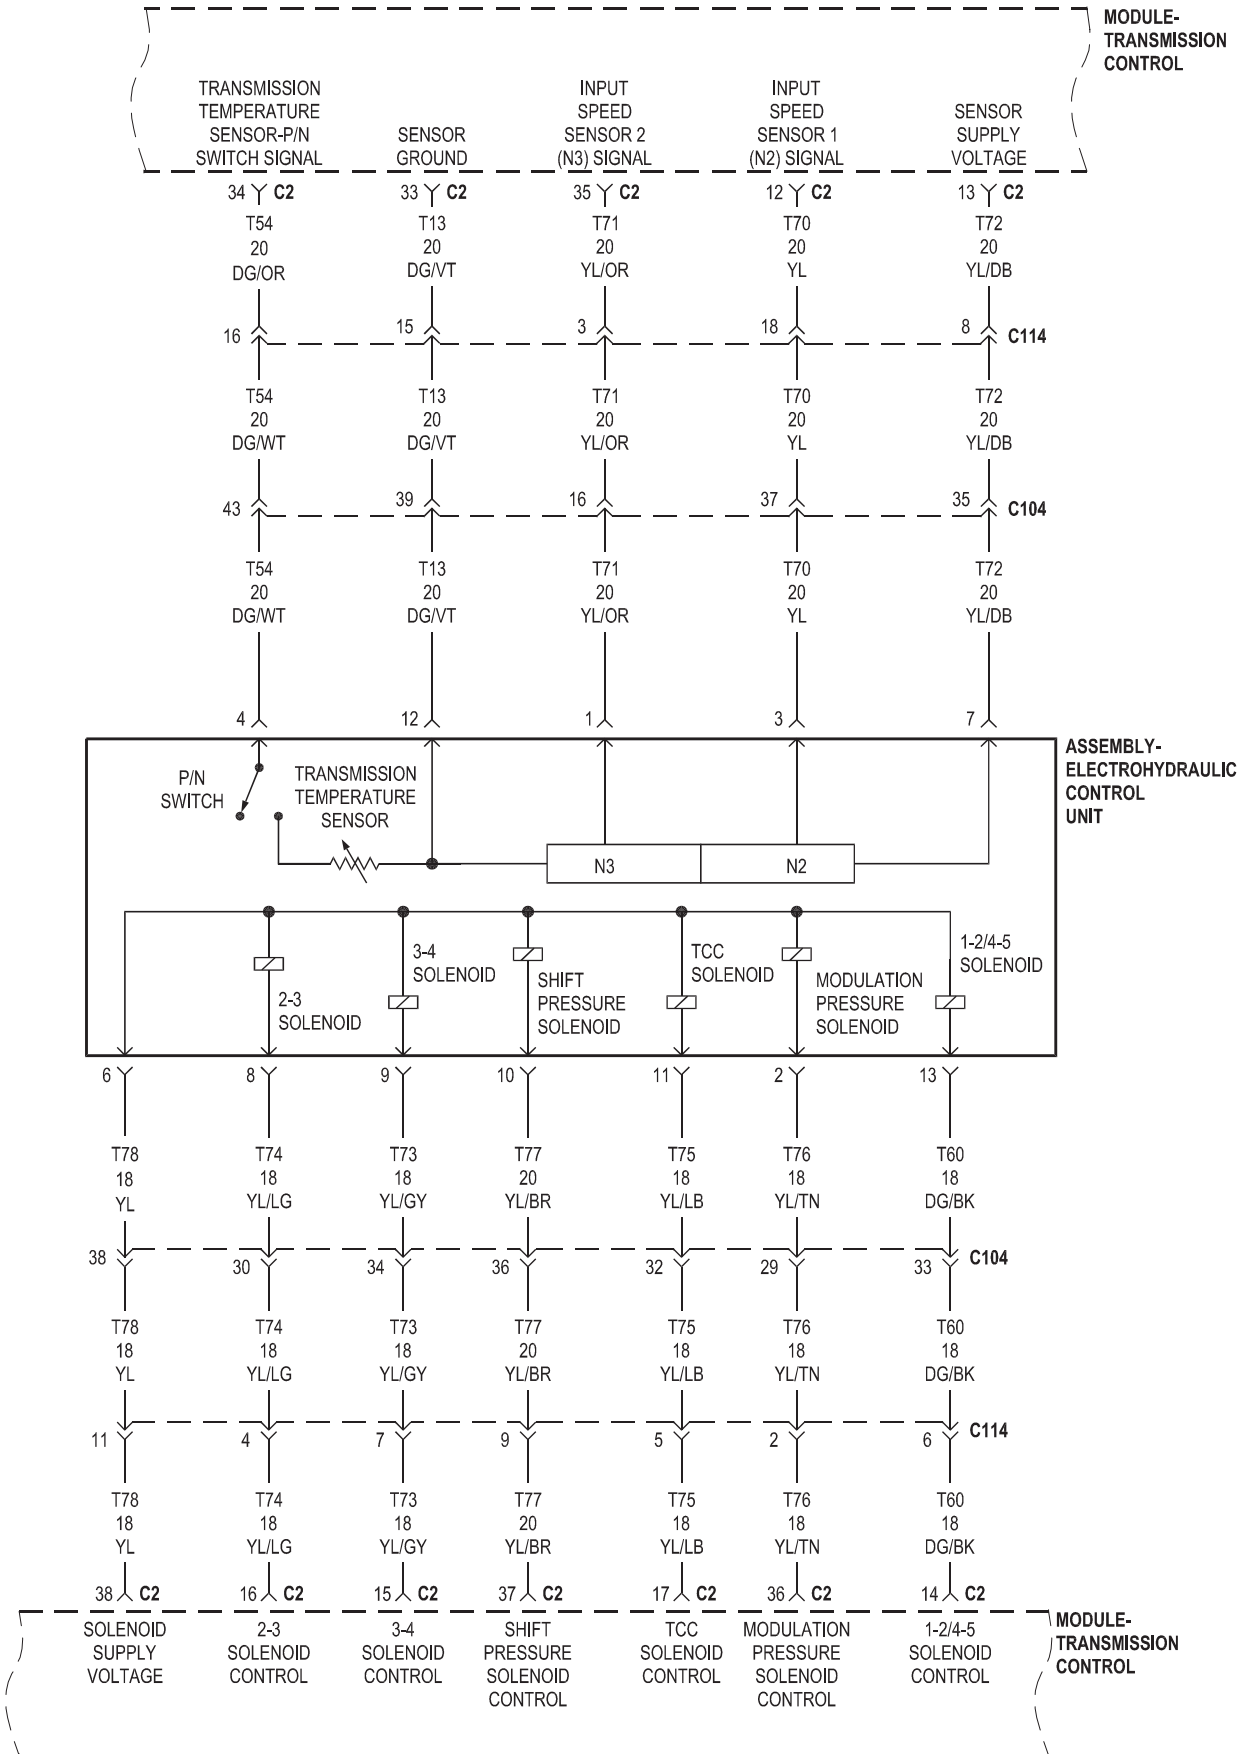 MODULE-
TRANSMISSION
CONTROL
TRANSMISSION
TEMPERATURE
SENSOR-P/N
SWITCH SIGNAL
SENSOR
GROUND
INPUT
SPEED
SENSOR 2
(N3) SIGNAL
INPUT
SPEED
SENSOR 1
(N2) SIGNAL
SENSOR
SUPPLY
VOLTAGE
34 C2 33 C2 35 C2 12 C2 13 C2
T54 T13 T71 T70 T72
20 20 20 20 20
DG/OR DG/VT YL/OR YL YL/DB
16 15 3 18 8 C114
T54 T13 T71 T70 T72
20 20 20 20 20
DG/WT DG/VT YL/OR YL YL/DB
43 39 16 37 35 C104
T54 T13 T71 T70 T72
20 20 20 20 20
DG/WT DG/VT YL/OR YL YL/DB
4 12 1 3 7
ASSEMBLY-
ELECTROHYDRAULIC
CONTROL
UNIT
P/N
SWITCH
TRANSMISSION
TEMPERATURE
SENSOR
N3 N2
2-3
SOLENOID
3-4
SOLENOID
SHIFT
PRESSURE
SOLENOID
TCC
SOLENOID
MODULATION
PRESSURE
SOLENOID
1-2/4-5
SOLENOID
6 8 9 10 11 2 13
T78 T74 T73 T77 T75 T76 T60
18 18 18 20 18 18 18
YL YL/LG YL/GY YL/BR YL/LB YL/TN DG/BK
38 30 34 36 32 29 33 C104
T78 T74 T73 T77 T75 T76 T60
18 18 18 20 18 18 18
YL YL/LG YL/GY YL/BR YL/LB YL/TN DG/BK
11 4 7 9 5 2 6 C114
T78 T74 T73 T77 T75 T76 T60
18 18 18 20 18 18 18
YL YL/LG YL/GY YL/BR YL/LB YL/TN DG/BK
38 C2 16 C2 15 C2 37 C2 17 C2 36 C2 14 C2
SOLENOID
SUPPLY
VOLTAGE
2-3
SOLENOID
CONTROL
3-4
SOLENOID
CONTROL
SHIFT
PRESSURE
SOLENOID
CONTROL
TCC
SOLENOID
CONTROL
MODULATION
PRESSURE
SOLENOID
CONTROL
1-2/4-5
SOLENOID
CONTROL
MODULE-
TRANSMISSION
CONTROL